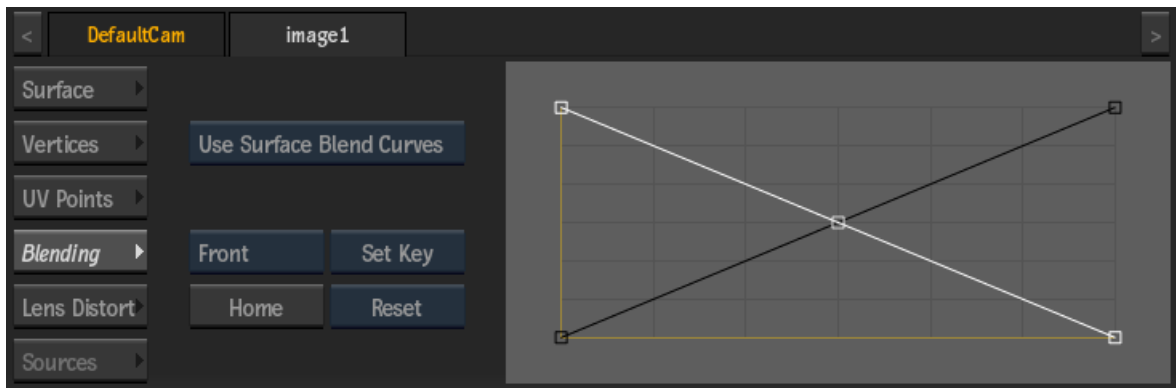 < DefaultCam image1 >
Surface
Vertices Use Surface Blend Curves
UV Points
Blending Front Set Key
Lens Distort Home Reset
Sources